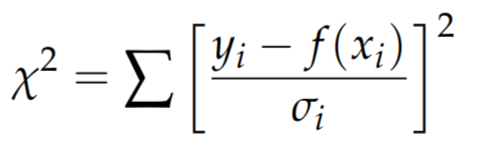 χ² = ∑ [ (yᵢ − f(xᵢ)) / σᵢ ]²